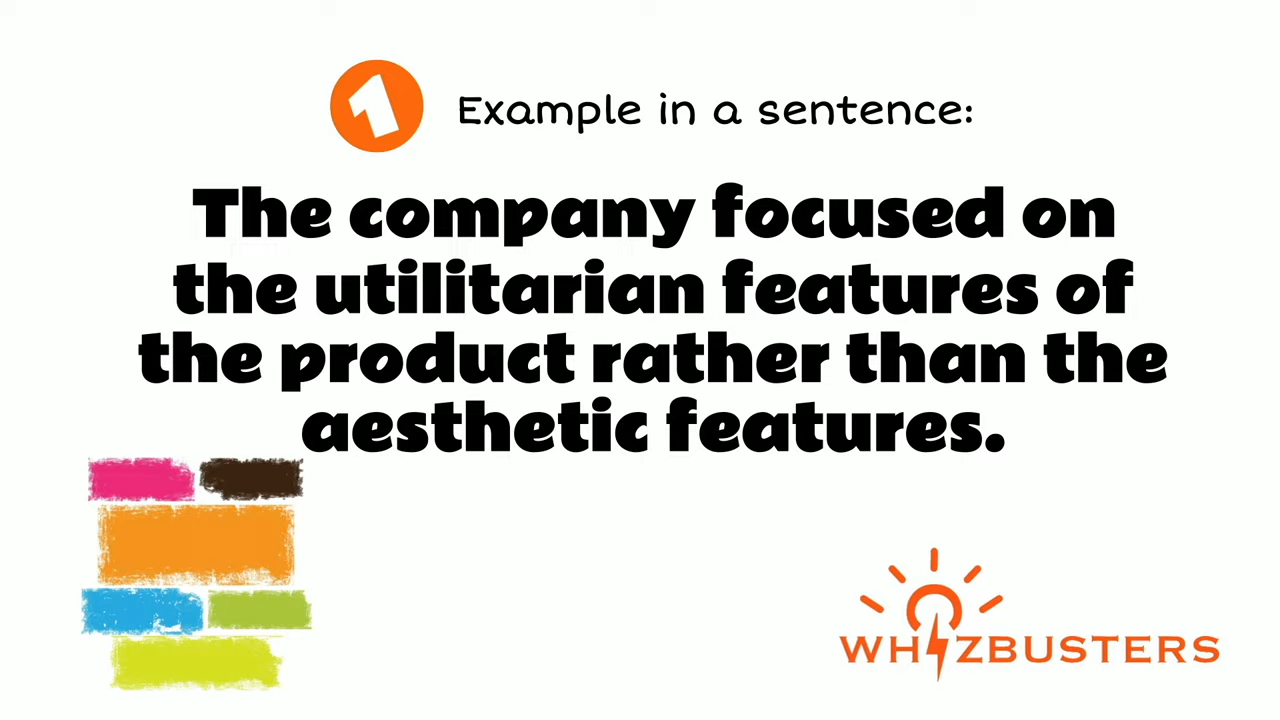 1
Example in a sentence:
The company focused on
the utilitarian features of
the product rather than the
aesthetic features.
WHIZBUSTERS